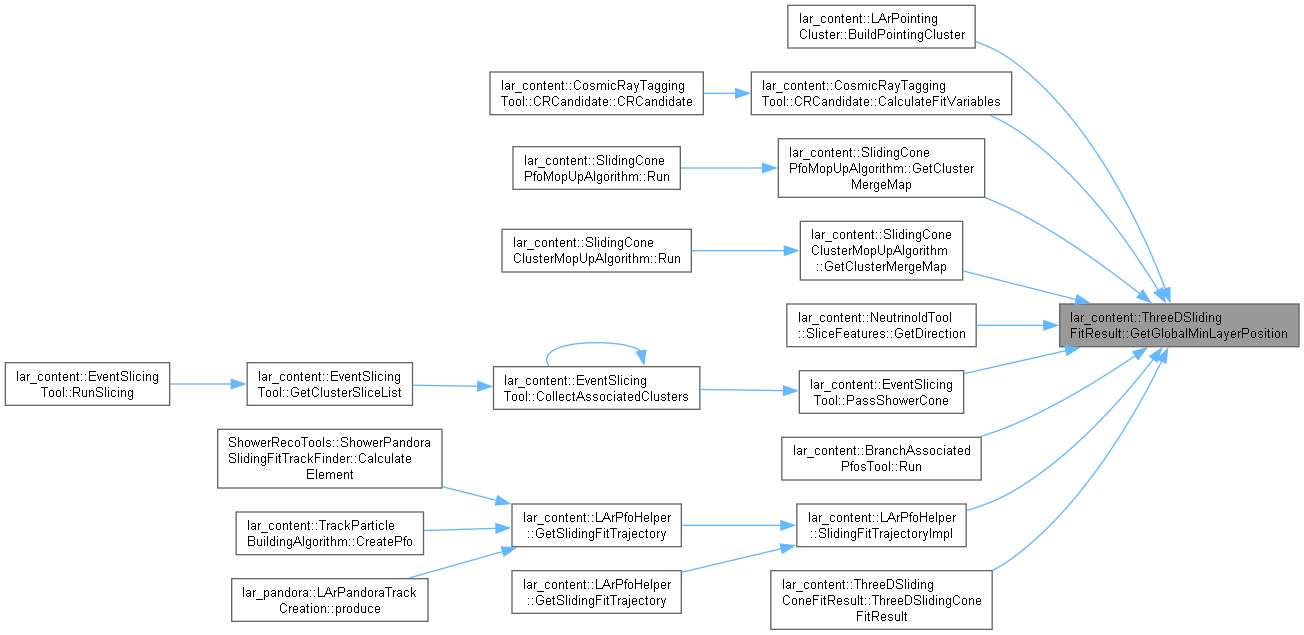 lar_content::LArPointing
Cluster::BuildPointingCluster
lar_content::CosmicRayTagging
Tool::CRCandidate::CRCandidate
lar_content::CosmicRayTagging
Tool::CRCandidate::CalculateFitVariables
lar_content::SlidingCone
PfoMopUpAlgorithm::Run
lar_content::SlidingCone
PfoMopUpAlgorithm::GetCluster
MergeMap
lar_content::SlidingCone
ClusterMopUpAlgorithm::Run
lar_content::SlidingCone
ClusterMopUpAlgorithm
::GetClusterMergeMap
lar_content::NeutrinoIdTool
::SliceFeatures::GetDirection
lar_content::ThreeDSliding
FitResult::GetGlobalMinLayerPosition
lar_content::EventSlicing
Tool::RunSlicing
lar_content::EventSlicing
Tool::GetClusterSliceList
lar_content::EventSlicing
Tool::CollectAssociatedClusters
lar_content::EventSlicing
Tool::PassShowerCone
lar_content::BranchAssociated
PfosTool::Run
ShowerRecoTools::ShowerPandora
SlidingFitTrackFinder::Calculate
Element
lar_content::TrackParticle
BuildingAlgorithm::CreatePfo
lar_pandora::LArPandoraTrack
Creation::produce
lar_content::LArPfoHelper
::GetSlidingFitTrajectory
lar_content::LArPfoHelper
::GetSlidingFitTrajectory
lar_content::LArPfoHelper
::SlidingFitTrajectoryImpl
lar_content::ThreeDSliding
ConeFitResult::ThreeDSlidingCone
FitResult